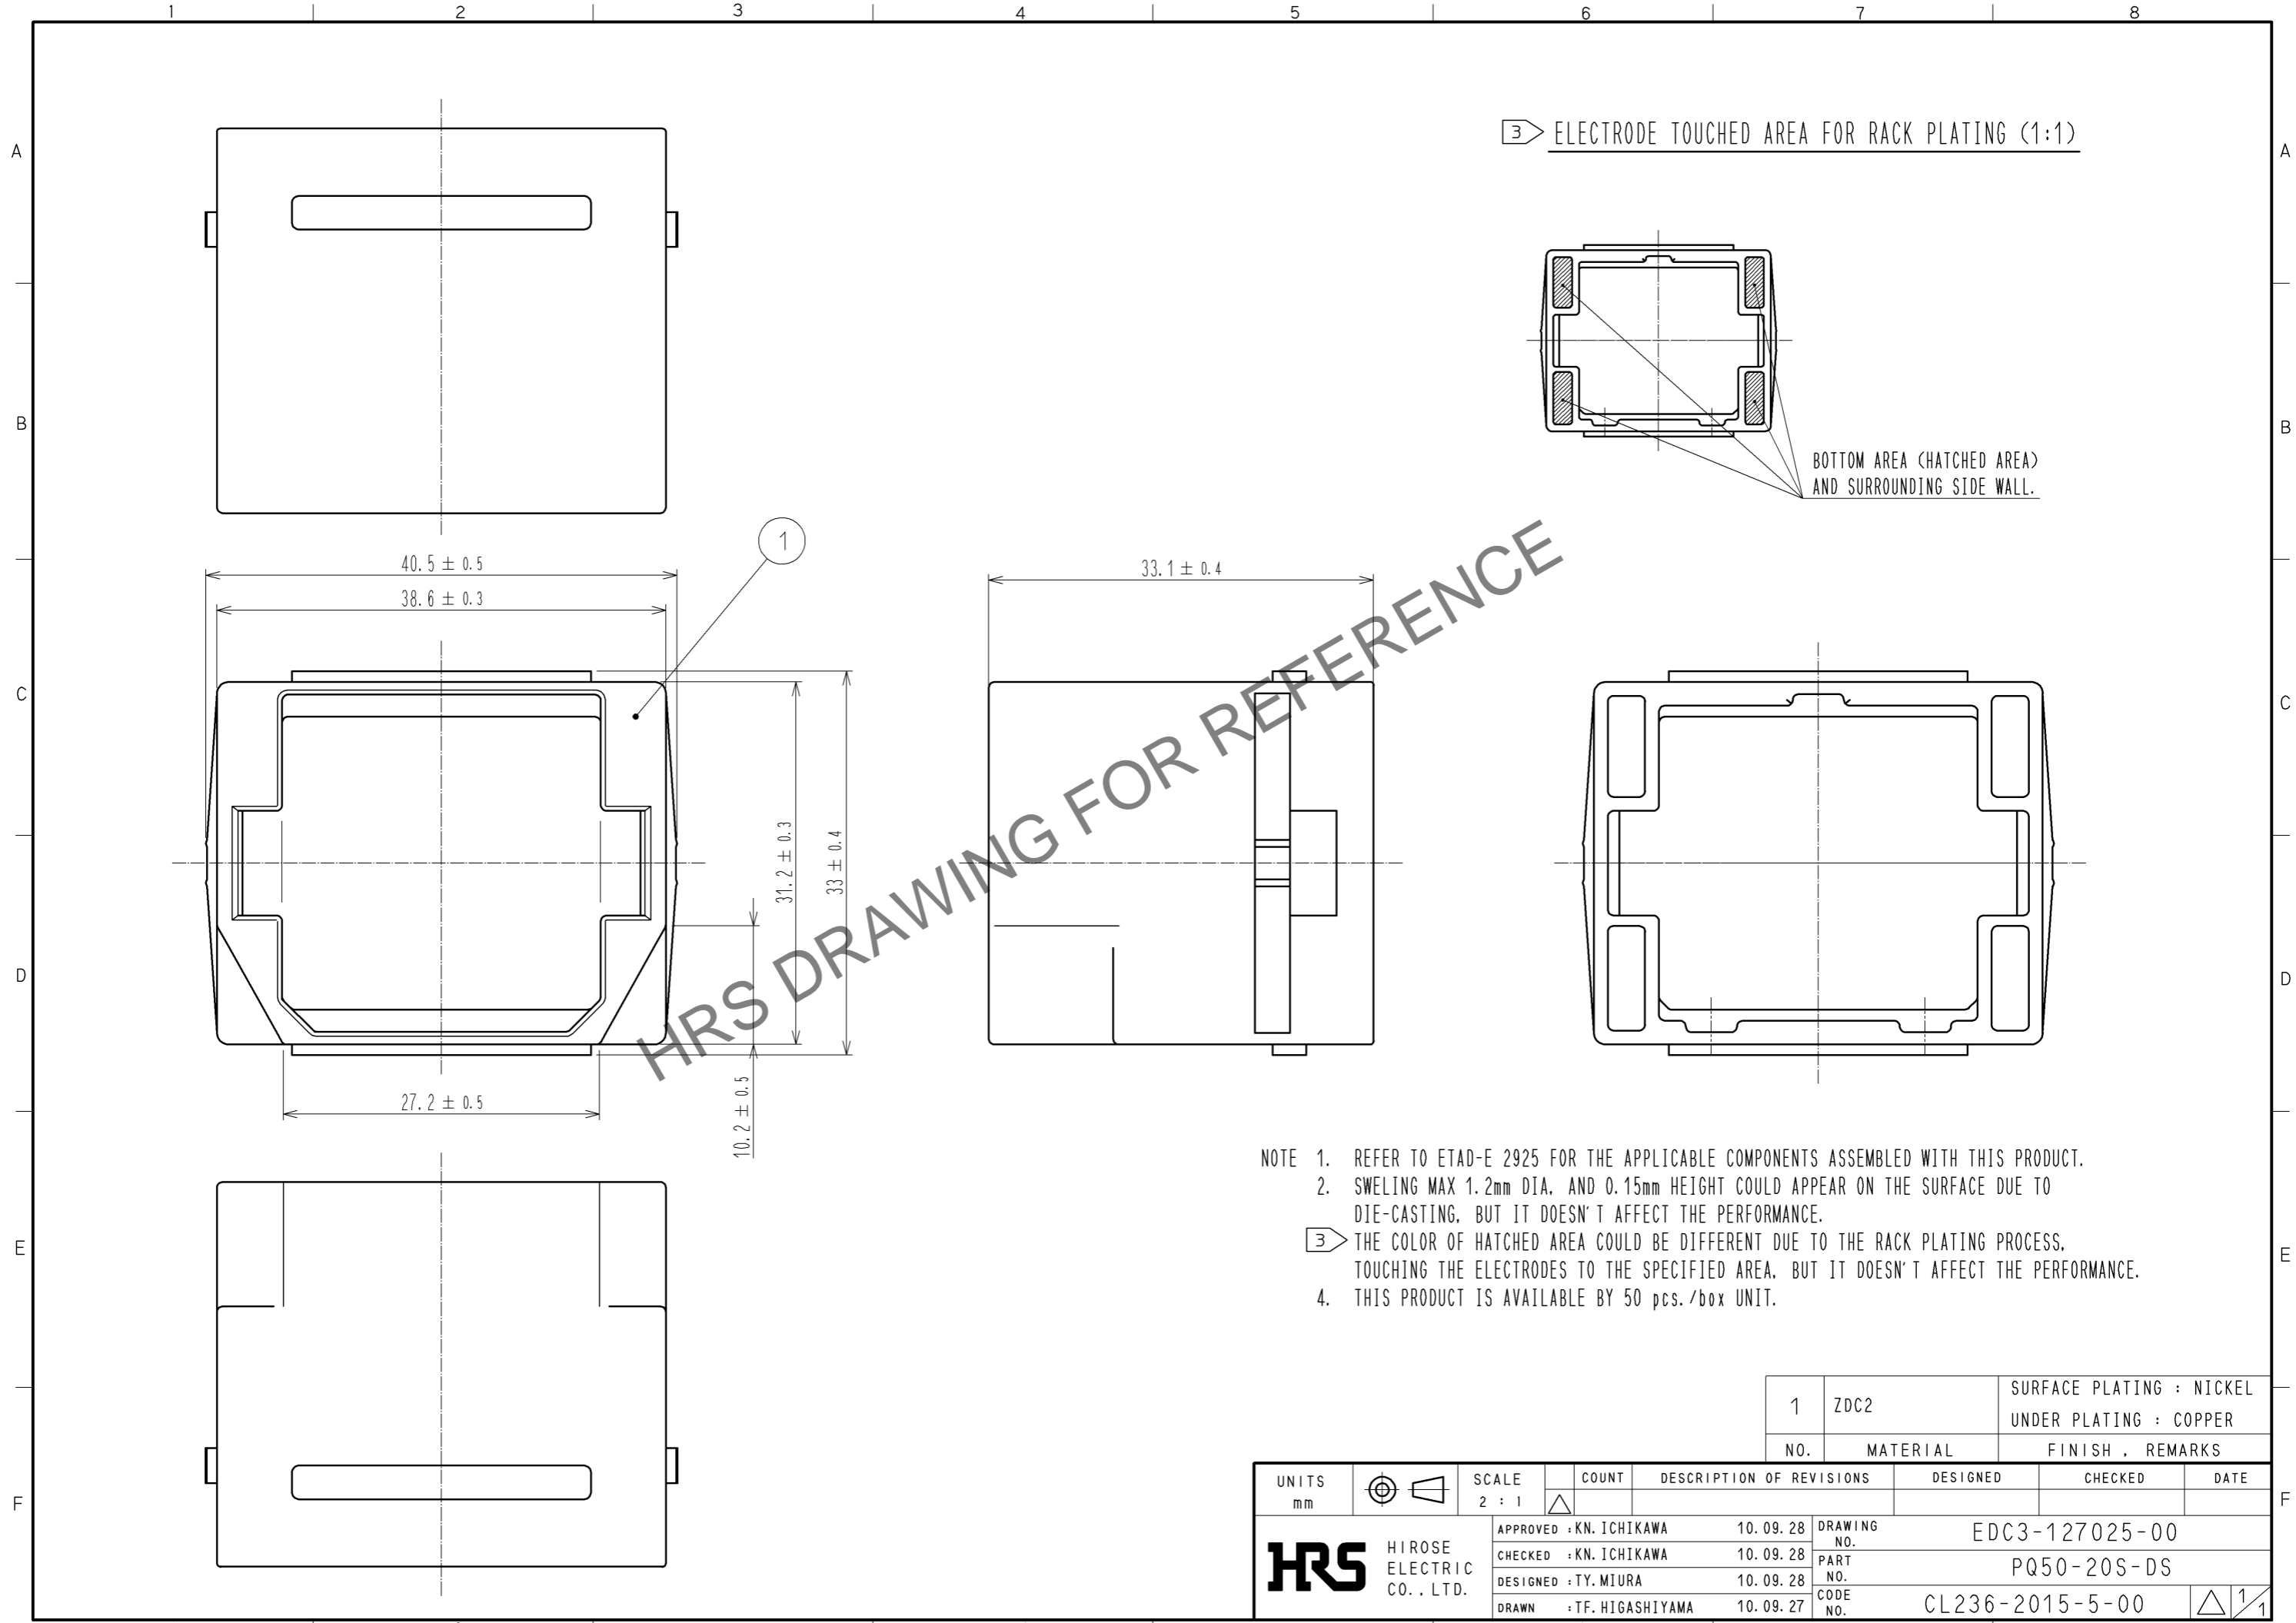 1 2 3 4 5 6 7 8
A A
B B
C C
D D
E E
F F
3 ELECTRODE TOUCHED AREA FOR RACK PLATING (1:1)
BOTTOM AREA (HATCHED AREA)
AND SURROUNDING SIDE WALL.
1
40.5 ± 0.5
38.6 ± 0.3
33.1 ± 0.4
31.2 ± 0.3
33 ± 0.4
27.2 ± 0.5
10.2 ± 0.5
HRS DRAWING FOR REFERENCE
NOTE 1. REFER TO ETAD-E 2925 FOR THE APPLICABLE COMPONENTS ASSEMBLED WITH THIS PRODUCT.
2. SWELING MAX 1.2mm DIA. AND 0.15mm HEIGHT COULD APPEAR ON THE SURFACE DUE TO
DIE-CASTING, BUT IT DOESN'T AFFECT THE PERFORMANCE.
3 THE COLOR OF HATCHED AREA COULD BE DIFFERENT DUE TO THE RACK PLATING PROCESS,
TOUCHING THE ELECTRODES TO THE SPECIFIED AREA, BUT IT DOESN'T AFFECT THE PERFORMANCE.
4. THIS PRODUCT IS AVAILABLE BY 50 pcs./box UNIT.
1 ZDC2 SURFACE PLATING : NICKEL
UNDER PLATING : COPPER
NO. MATERIAL FINISH , REMARKS
UNITS
mm
SCALE
2 : 1
COUNT DESCRIPTION OF REVISIONS DESIGNED CHECKED DATE
HRS
HIROSE
ELECTRIC
CO., LTD.
APPROVED : KN. ICHIKAWA 10.09.28
CHECKED : KN. ICHIKAWA 10.09.28
DESIGNED : TY. MIURA 10.09.28
DRAWN : TF. HIGASHIYAMA 10.09.27
DRAWING NO. EDC3-127025-00
PART NO. PQ50-20S-DS
CODE NO. CL236-2015-5-00
1/1